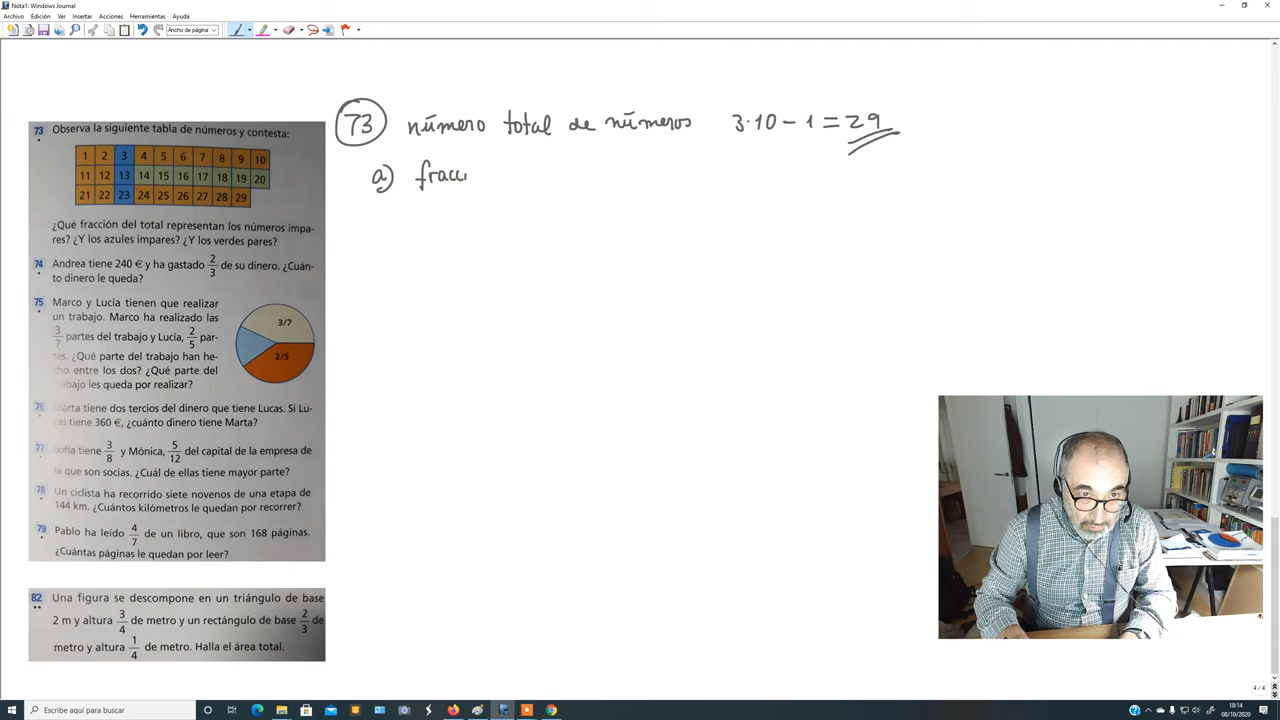 Nota1: Windows Journal
Archivo Edición Ver Insertar Acciones Herramientas Ayuda
Ancho de página
73 Observa la siguiente tabla de números y contesta:
1 2 3 4 5 6 7 8 9 10
11 12 13 14 15 16 17 18 19 20
21 22 23 24 25 26 27 28 29
¿Qué fracción del total representan los números impa-
res? ¿Y los azules impares? ¿Y los verdes pares?
74 Andrea tiene 240 € y ha gastado 2/3 de su dinero. ¿Cuán-
to dinero le queda?
75 Marco y Lucía tienen que realizar
un trabajo. Marco ha realizado las
3/7 partes del trabajo y Lucía, 2/5 par-
tes. ¿Qué parte del trabajo han he-
cho entre los dos? ¿Qué parte del
trabajo les queda por realizar?
3/7
2/5
76 Marta tiene dos tercios del dinero que tiene Lucas. Si Lu-
cas tiene 360 €, ¿cuánto dinero tiene Marta?
77 Sofía tiene 3/8 y Mónica, 5/12 del capital de la empresa de
la que son socias. ¿Cuál de ellas tiene mayor parte?
78 Un ciclista ha recorrido siete novenos de una etapa de
144 km. ¿Cuántos kilómetros le quedan por recorrer?
79 Pablo ha leído 4/7 de un libro, que son 168 páginas.
¿Cuántas páginas le quedan por leer?
82 Una figura se descompone en un triángulo de base
2 m y altura 3/4 de metro y un rectángulo de base 2/3 de
metro y altura 1/4 de metro. Halla el área total.
73 número total de números 3·10 - 1 = 29
a) fracci
4 / 4
Escribe aquí para buscar
18:14
08/10/2020